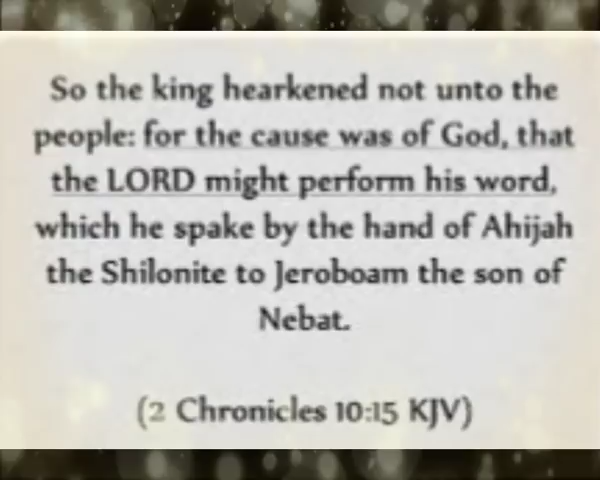 So the king hearkened not unto the
people: for the cause was of God, that
the LORD might perform his word,
which he spake by the hand of Ahijah
the Shilonite to Jeroboam the son of
Nebat.
(2 Chronicles 10:15 KJV)